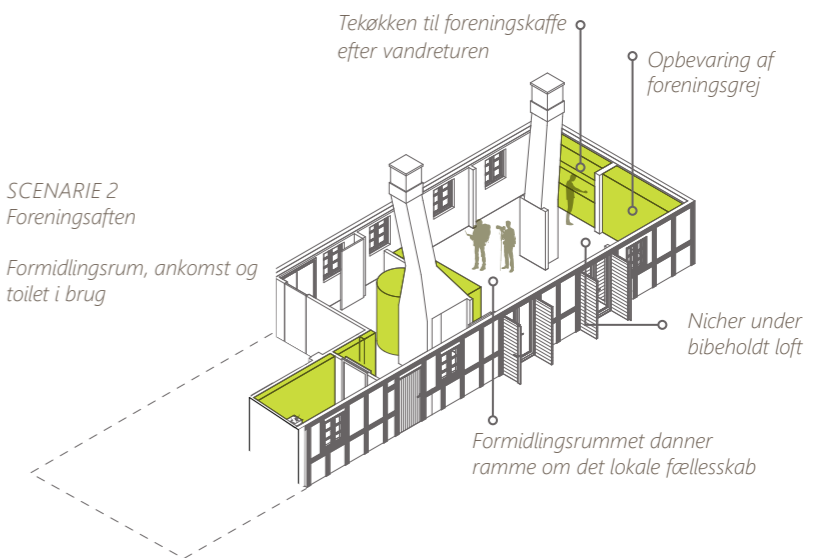 Tekøkken til foreningskaffe
efter vandreturen
Opbevaring af
foreningsgrej
SCENARIE 2
Foreningsaften
Formidlingsrum, ankomst og
toilet i brug
Nicher under
bibeholdt loft
Formidlingsrummet danner
ramme om det lokale fællesskab